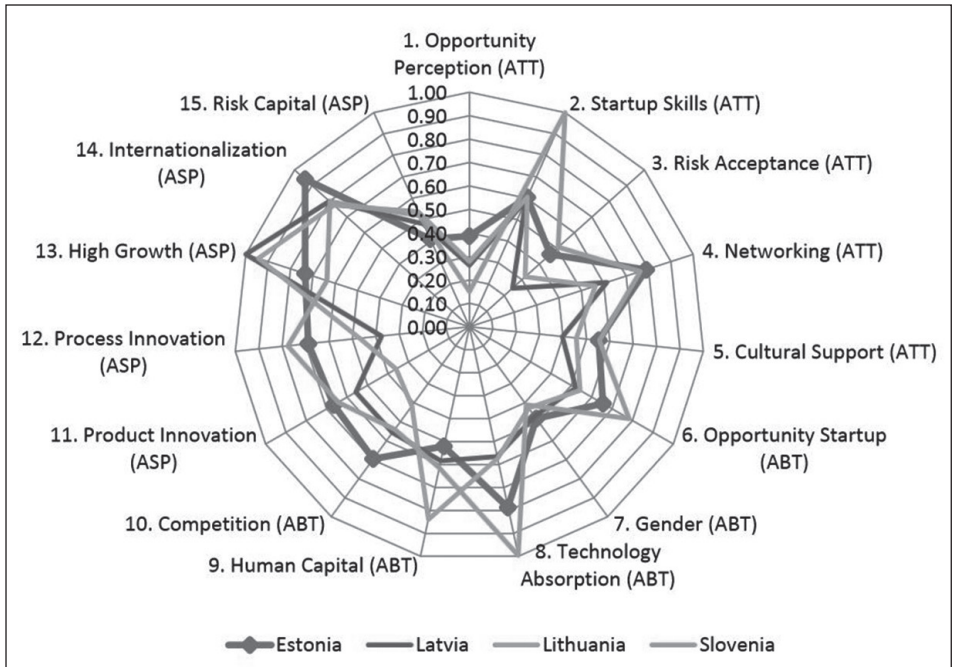 1. Opportunity
Perception (ATT)
1.00
0.90
0.80
0.70
0.60
0.50
0.40
0.30
0.20
0.10
0.00
2. Startup Skills (ATT)
3. Risk Acceptance (ATT)
4. Networking (ATT)
5. Cultural Support (ATT)
6. Opportunity Startup
(ABT)
7. Gender (ABT)
8. Technology
Absorption (ABT)
9. Human Capital (ABT)
10. Competition (ABT)
11. Product Innovation
(ASP)
12. Process Innovation
(ASP)
13. High Growth (ASP)
14. Internationalization
(ASP)
15. Risk Capital (ASP)
Estonia Latvia Lithuania Slovenia